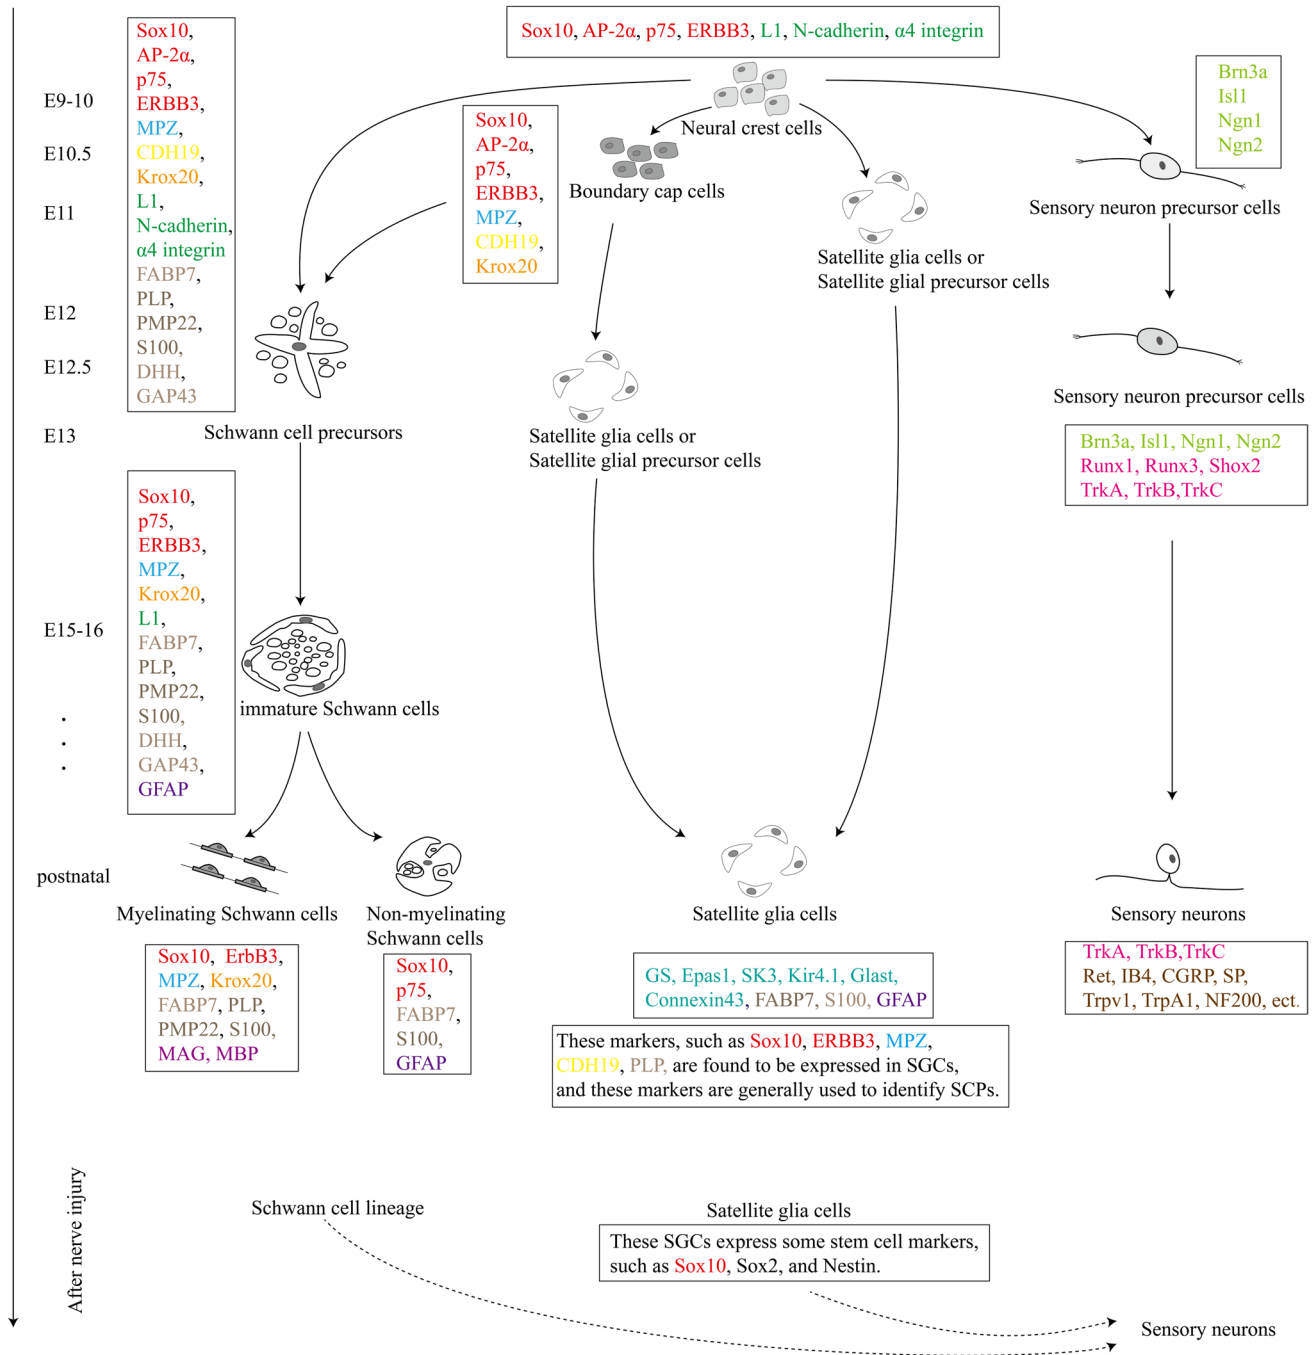 Sox10, AP-2α, p75, ERBB3, L1, N-cadherin, α4 integrin
Neural crest cells
E9-10
E10.5
E11
E12
E12.5
E13
E15-16
.
.
.
postnatal
After nerve injury
Sox10,
AP-2α,
p75,
ERBB3,
MPZ,
CDH19,
Krox20,
L1,
N-cadherin,
α4 integrin
FABP7,
PLP,
PMP22,
S100,
DHH,
GAP43
Schwann cell precursors
Sox10,
AP-2α,
p75,
ERBB3,
MPZ,
CDH19,
Krox20
Boundary cap cells
Satellite glia cells or
Satellite glial precursor cells
Satellite glia cells or
Satellite glial precursor cells
Brn3a
Isl1
Ngn1
Ngn2
Sensory neuron precursor cells
Sensory neuron precursor cells
Brn3a, Isl1, Ngn1, Ngn2
Runx1, Runx3, Shox2
TrkA, TrkB,TrkC
Sox10,
p75,
ERBB3,
MPZ,
Krox20,
L1,
FABP7,
PLP,
PMP22,
S100,
DHH,
GAP43,
GFAP
immature Schwann cells
Myelinating Schwann cells
Sox10, ErbB3,
MPZ, Krox20,
FABP7, PLP,
PMP22, S100,
MAG, MBP
Non-myelinating
Schwann cells
Sox10,
p75,
FABP7,
S100,
GFAP
Satellite glia cells
GS, Epas1, SK3, Kir4.1, Glast,
Connexin43, FABP7, S100, GFAP
These markers, such as Sox10, ERBB3, MPZ,
CDH19, PLP, are found to be expressed in SGCs,
and these markers are generally used to identify SCPs.
Sensory neurons
TrkA, TrkB,TrkC
Ret, IB4, CGRP, SP,
Trpv1, TrpA1, NF200, ect.
Schwann cell lineage
Satellite glia cells
These SGCs express some stem cell markers,
such as Sox10, Sox2, and Nestin.
Sensory neurons